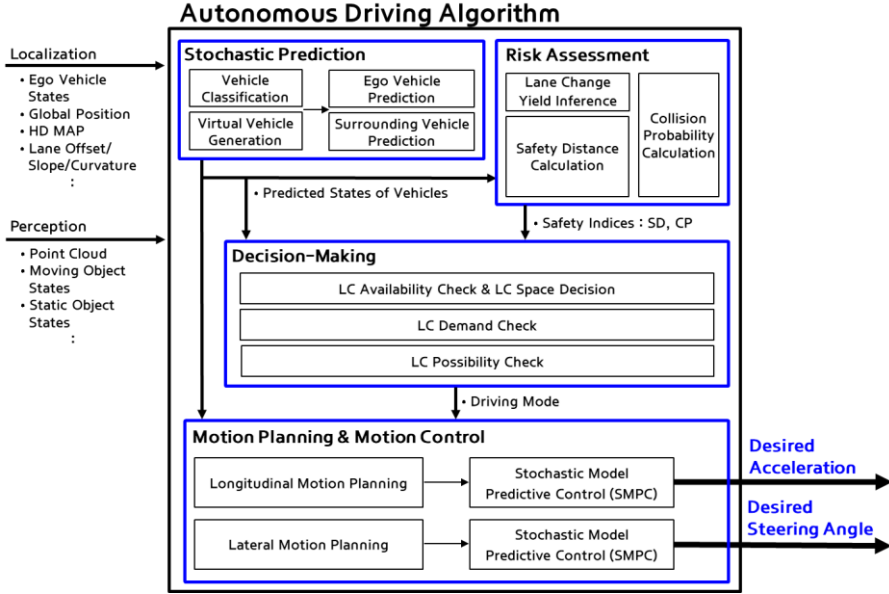 Autonomous Driving Algorithm
Localization
• Ego Vehicle
States
• Global Position
• HD MAP
• Lane Offset/
Slope/Curvature
:
Perception
• Point Cloud
• Moving Object
States
• Static Object
States
:
Stochastic Prediction
Vehicle
Classification
Virtual Vehicle
Generation
Ego Vehicle
Prediction
Surrounding Vehicle
Prediction
Risk Assessment
Lane Change
Yield Inference
Safety Distance
Calculation
Collision
Probability
Calculation
• Predicted States of Vehicles
• Safety Indices : SD, CP
Decision-Making
LC Availability Check & LC Space Decision
LC Demand Check
LC Possibility Check
• Driving Mode
Motion Planning & Motion Control
Longitudinal Motion Planning
Stochastic Model
Predictive Control (SMPC)
Lateral Motion Planning
Stochastic Model
Predictive Control (SMPC)
Desired
Acceleration
Desired
Steering Angle